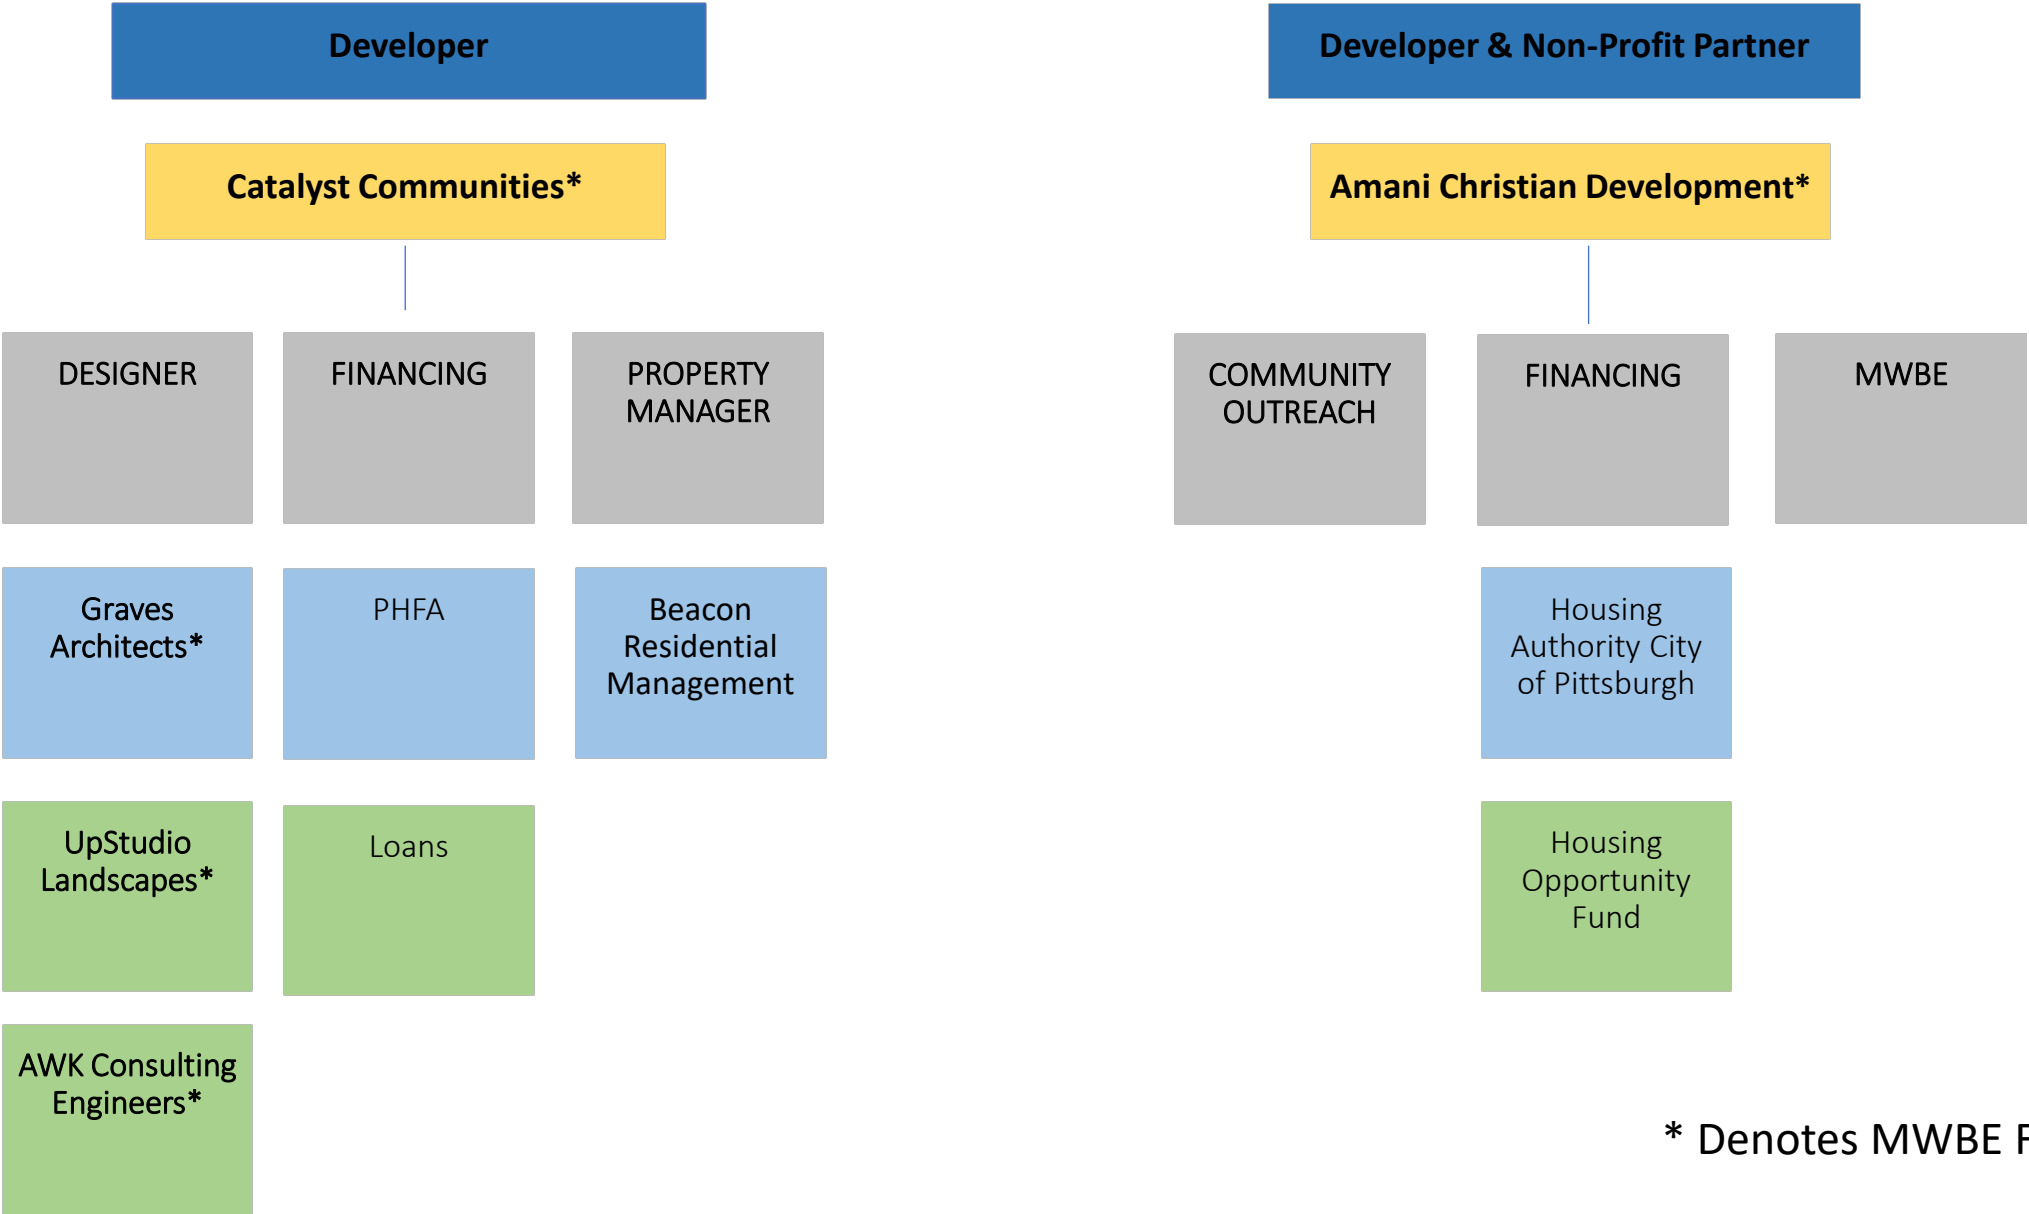 Developer
Developer & Non-Profit Partner
Catalyst Communities*
Amani Christian Development*
DESIGNER
FINANCING
PROPERTY
MANAGER
COMMUNITY
OUTREACH
FINANCING
MWBE
Graves
Architects*
PHFA
Beacon
Residential
Management
Housing
Authority City
of Pittsburgh
UpStudio
Landscapes*
Loans
Housing
Opportunity
Fund
AWK Consulting
Engineers*
* Denotes MWBE